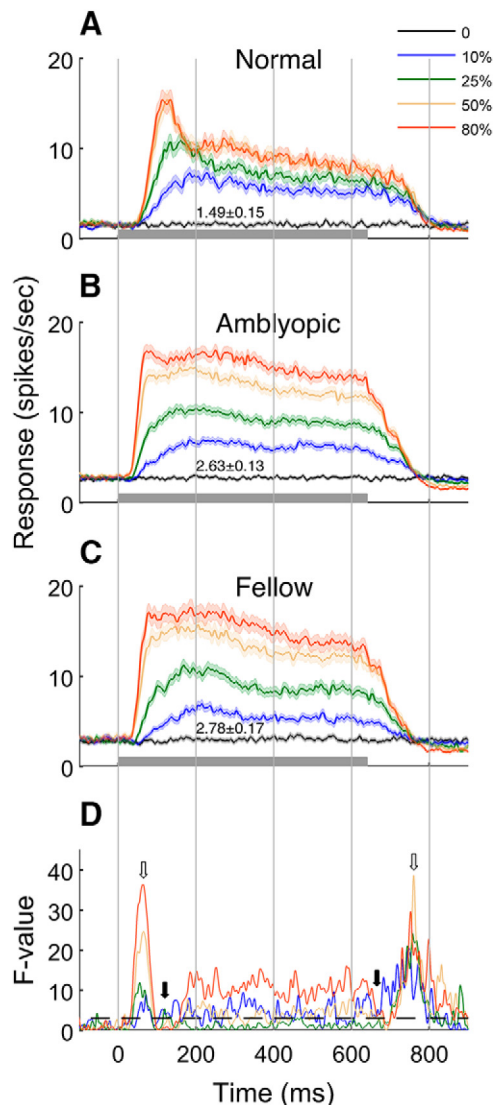 A
Normal
0
10%
25%
50%
80%
20
10
0
1.49±0.15
B
Amblyopic
20
10
0
2.63±0.13
Response (spikes/sec)
C
Fellow
20
10
0
2.78±0.17
D
F-value
40
30
20
10
0
0 200 400 600 800
Time (ms)